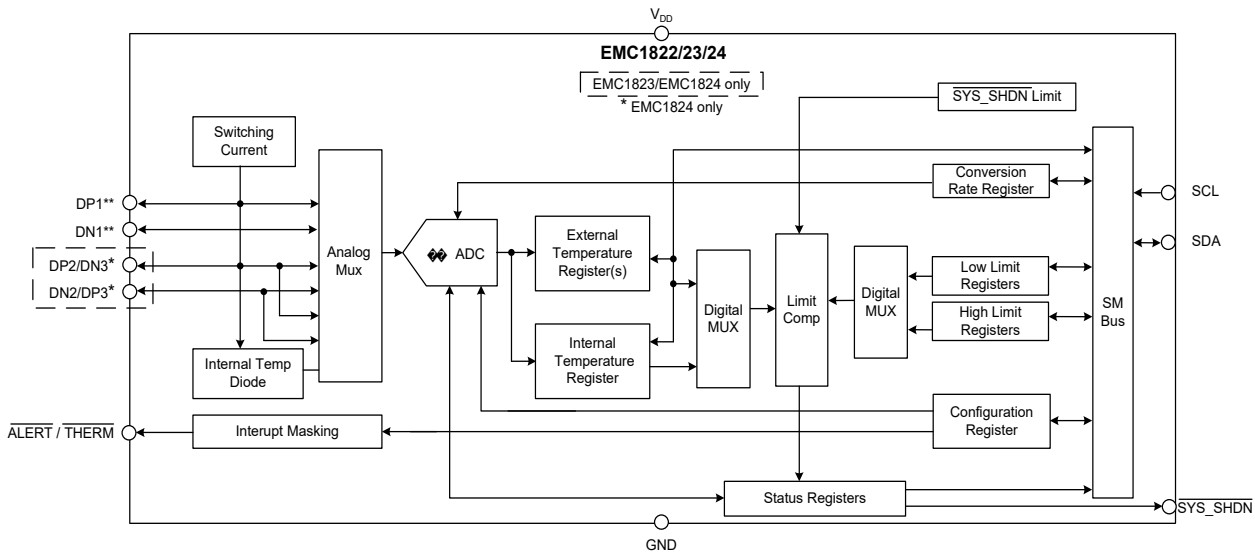 VDD
EMC1822/23/24
EMC1823/EMC1824 only
* EMC1824 only
SYS_SHDN Limit
Switching
Current
Conversion
Rate Register
SCL
DP1**
Analog
Mux
ADC
External
Temperature
Register(s)
DN1**
SDA
DP2/DN3*
DN2/DP3*
Low Limit
Registers
Digital
MUX
Limit
Comp
Digital
MUX
High Limit
Registers
SM
Bus
Internal Temp
Diode
Internal
Temperature
Register
ALERT / THERM
Interupt Masking
Configuration
Register
Status Registers
SYS_SHDN
GND